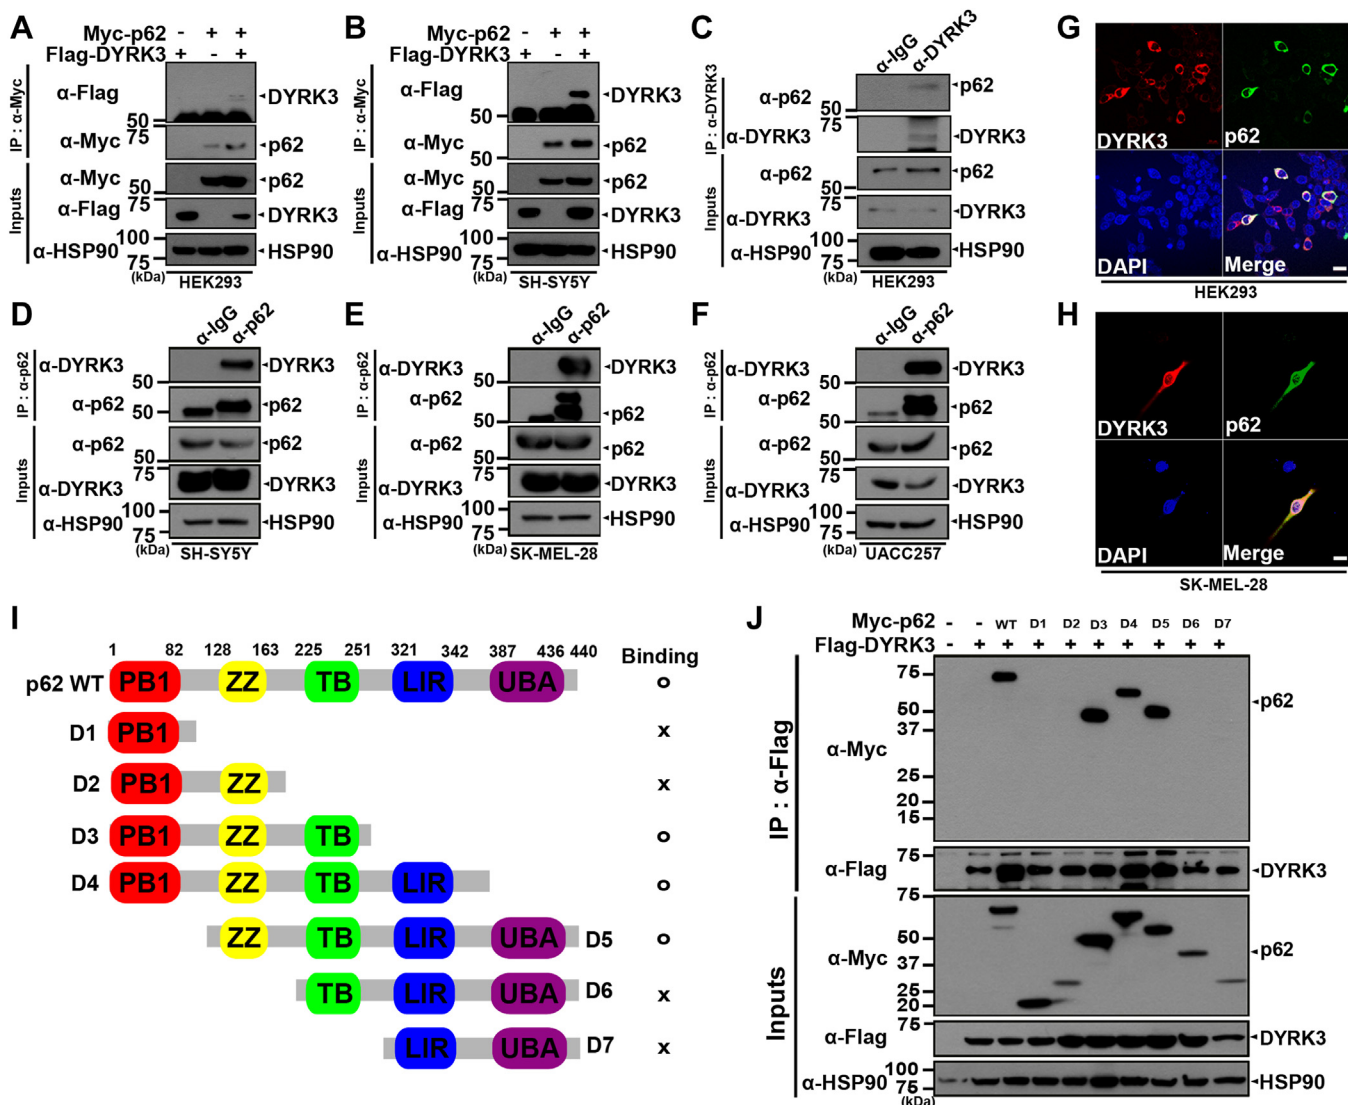 A
Myc-p62 - + +
Flag-DYRK3 + - +
IP : α-Myc
α-Flag
50
DYRK3
75
α-Myc
p62
Inputs
α-Myc
50
p62
75
α-Flag
DYRK3
100
α-HSP90
75
HSP90
(kDa)
HEK293
B
Myc-p62 - + +
Flag-DYRK3 + - +
IP : α-Myc
α-Flag
50
DYRK3
75
α-Myc
50
p62
Inputs
α-Myc
50
p62
75
α-Flag
DYRK3
100
α-HSP90
75
HSP90
(kDa)
SH-SY5Y
C
α-IgG
α-DYRK3
IP : α-DYRK3
α-p62
50
p62
75
α-DYRK3
DYRK3
Inputs
α-p62
50
p62
75
α-DYRK3
DYRK3
100
α-HSP90
75
HSP90
(kDa)
HEK293
G
DYRK3
p62
DAPI
Merge
HEK293
D
α-IgG
α-p62
IP : α-p62
α-DYRK3
50
DYRK3
α-p62
50
p62
Inputs
α-p62
50
p62
75
α-DYRK3
DYRK3
100
α-HSP90
75
HSP90
(kDa)
SH-SY5Y
E
α-IgG
α-p62
IP : α-p62
α-DYRK3
50
DYRK3
α-p62
50
p62
Inputs
α-p62
50
p62
75
α-DYRK3
DYRK3
100
α-HSP90
75
HSP90
(kDa)
SK-MEL-28
F
α-IgG
α-p62
IP : α-p62
α-DYRK3
50
DYRK3
α-p62
50
p62
Inputs
α-p62
50
p62
75
α-DYRK3
DYRK3
100
α-HSP90
75
HSP90
(kDa)
UACC257
H
DYRK3
p62
DAPI
Merge
SK-MEL-28
I
1 82 128 163 225 251 321 342 387 436 440
Binding
p62 WT PB1 ZZ TB LIR UBA o
D1 PB1 x
D2 PB1 ZZ x
D3 PB1 ZZ TB o
D4 PB1 ZZ TB LIR o
ZZ TB LIR UBA D5 o
TB LIR UBA D6 x
LIR UBA D7 x
J
Myc-p62 - - WT D1 D2 D3 D4 D5 D6 D7
Flag-DYRK3 - + + + + + + + + +
IP : α-Flag
75
50
37
α-Myc
25
20
15
p62
75
α-Flag
DYRK3
75
Inputs
50
α-Myc
37
25
20
p62
75
α-Flag
DYRK3
100
α-HSP90
75
HSP90
(kDa)